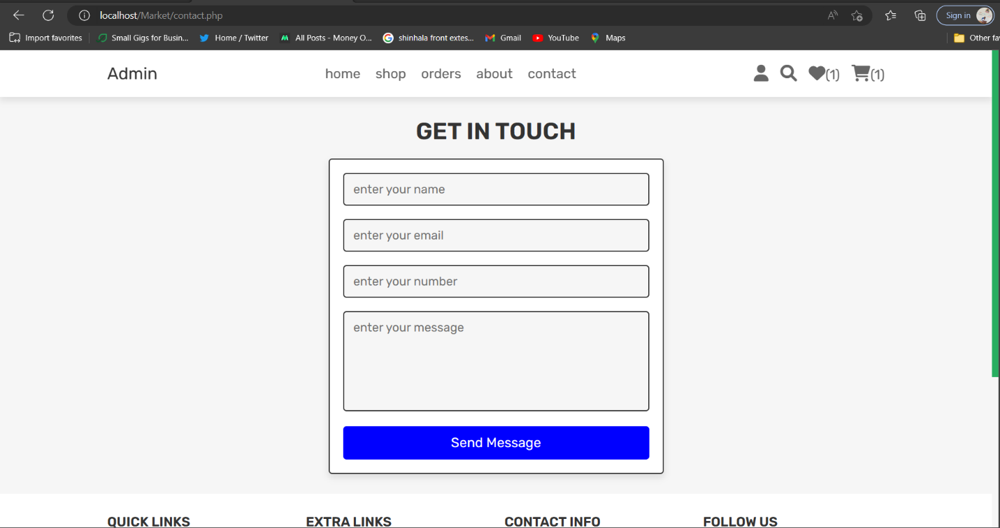 localhost/Market/contact.php
Sign in
Import favorites
Small Gigs for Busin...
Home / Twitter
All Posts - Money O...
shinhala front extes...
Gmail
YouTube
Maps
Other fa
Admin
home shop orders about contact
(1) (1)
GET IN TOUCH
enter your name
enter your email
enter your number
enter your message
Send Message
QUICK LINKS
EXTRA LINKS
CONTACT INFO
FOLLOW US